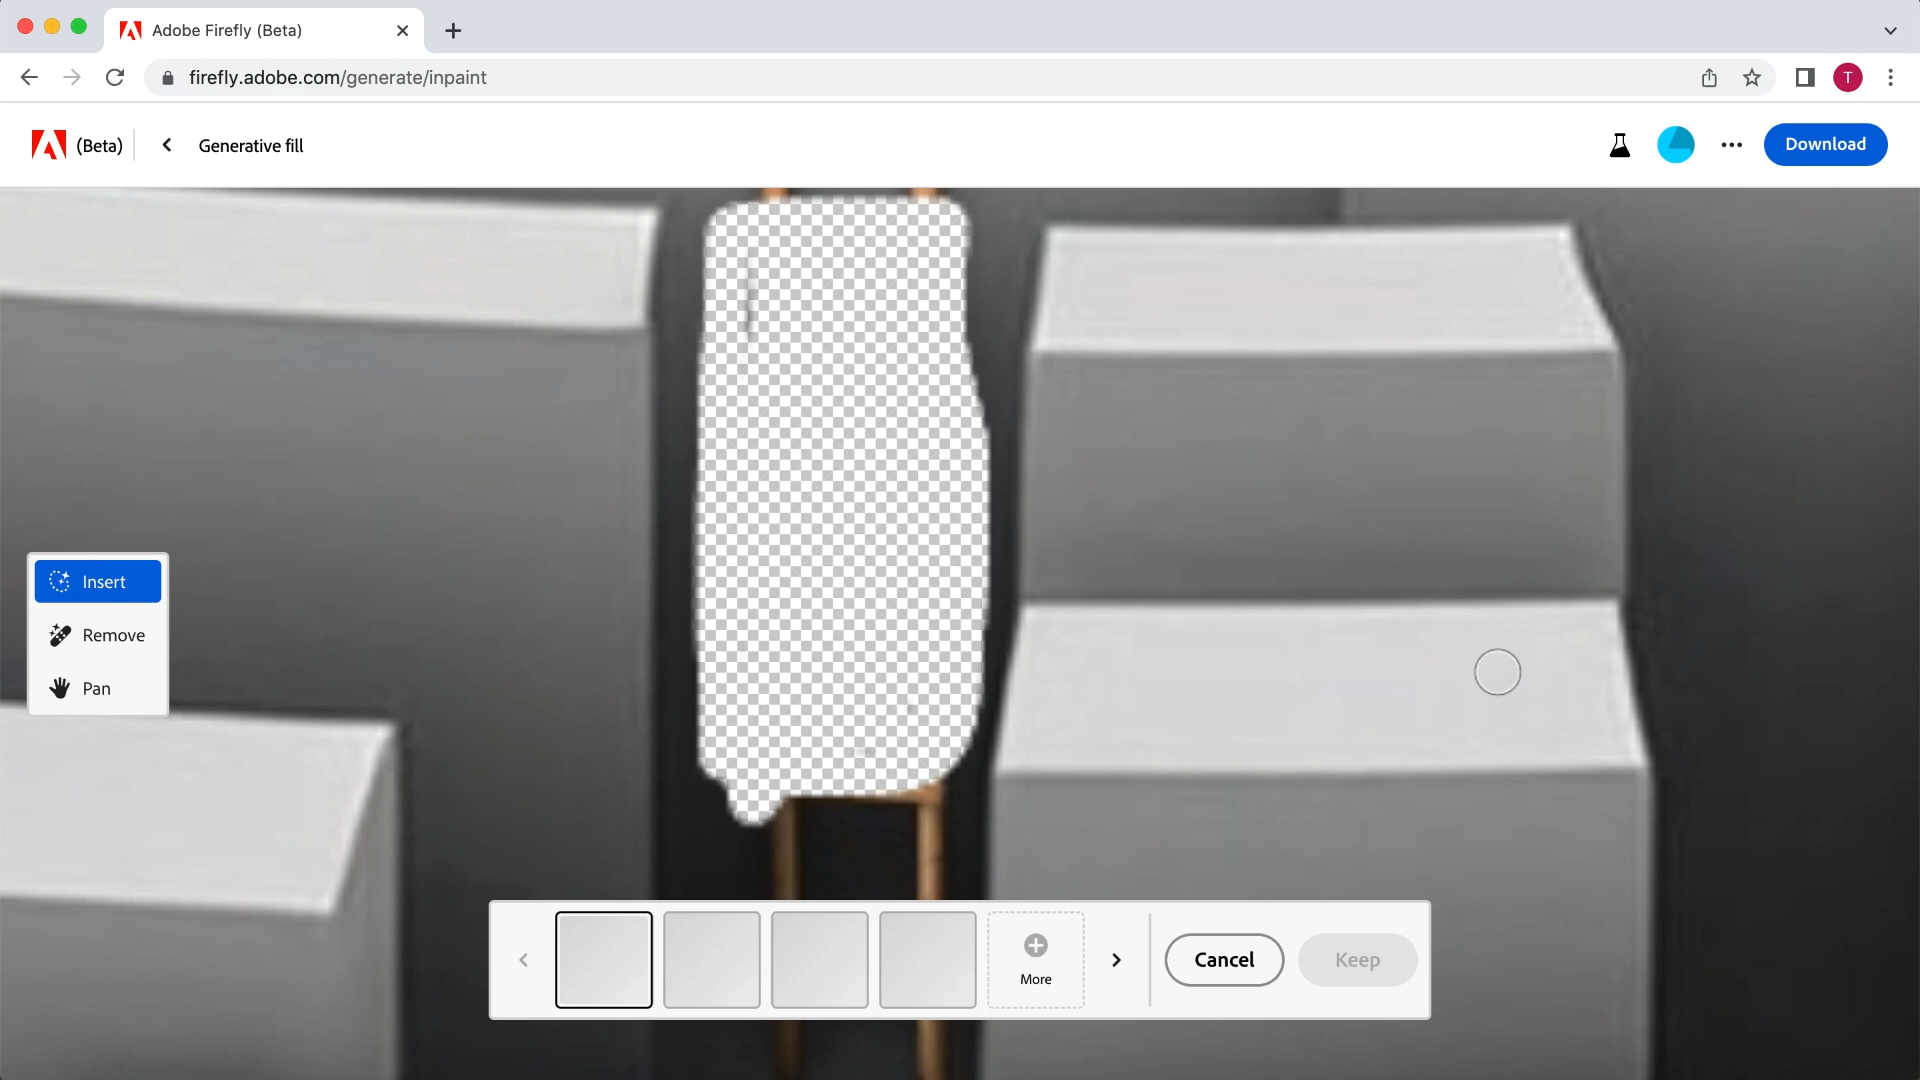 Adobe Firefly (Beta)
firefly.adobe.com/generate/inpaint
T
(Beta)
Generative fill
Download
Insert
Remove
Pan
More
Cancel
Keep